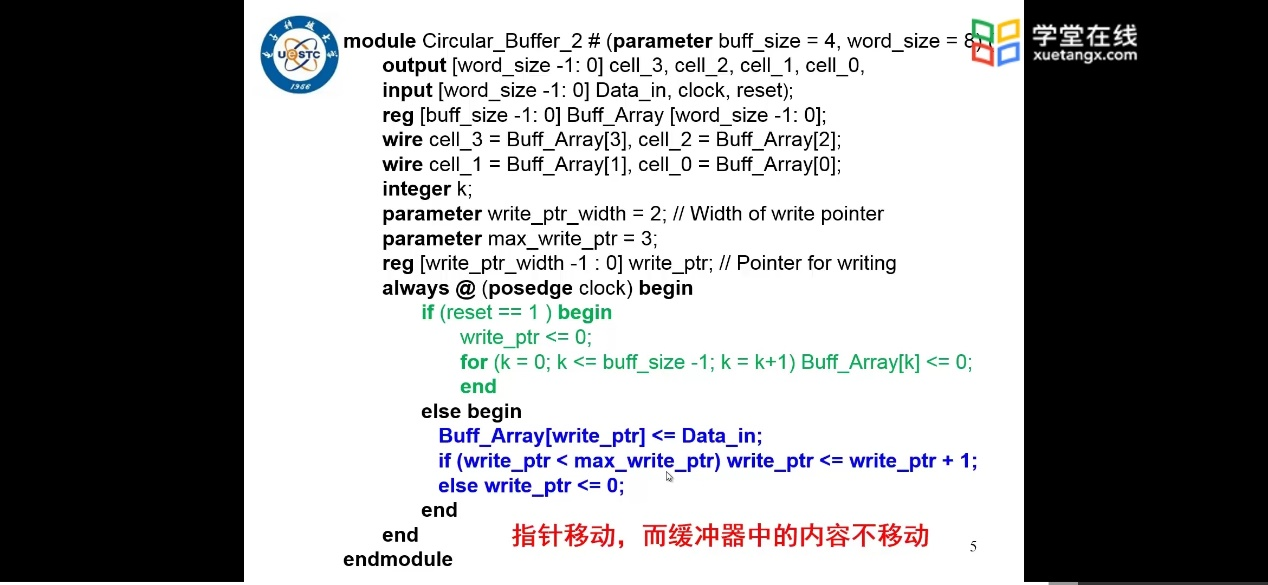 module Circular_Buffer_2 # (parameter buff_size = 4, word_size = 8)
学堂在线
xuetangx.com
UESTC
1956
output [word_size -1: 0] cell_3, cell_2, cell_1, cell_0,
input [word_size -1: 0] Data_in, clock, reset);
reg [buff_size -1: 0] Buff_Array [word_size -1: 0];
wire cell_3 = Buff_Array[3], cell_2 = Buff_Array[2];
wire cell_1 = Buff_Array[1], cell_0 = Buff_Array[0];
integer k;
parameter write_ptr_width = 2; // Width of write pointer
parameter max_write_ptr = 3;
reg [write_ptr_width -1 : 0] write_ptr; // Pointer for writing
always @ (posedge clock) begin
if (reset == 1 ) begin
write_ptr <= 0;
for (k = 0; k <= buff_size -1; k = k+1) Buff_Array[k] <= 0;
end
else begin
Buff_Array[write_ptr] <= Data_in;
if (write_ptr < max_write_ptr) write_ptr <= write_ptr + 1;
else write_ptr <= 0;
end
end
指针移动，而缓冲器中的内容不移动
5
endmodule